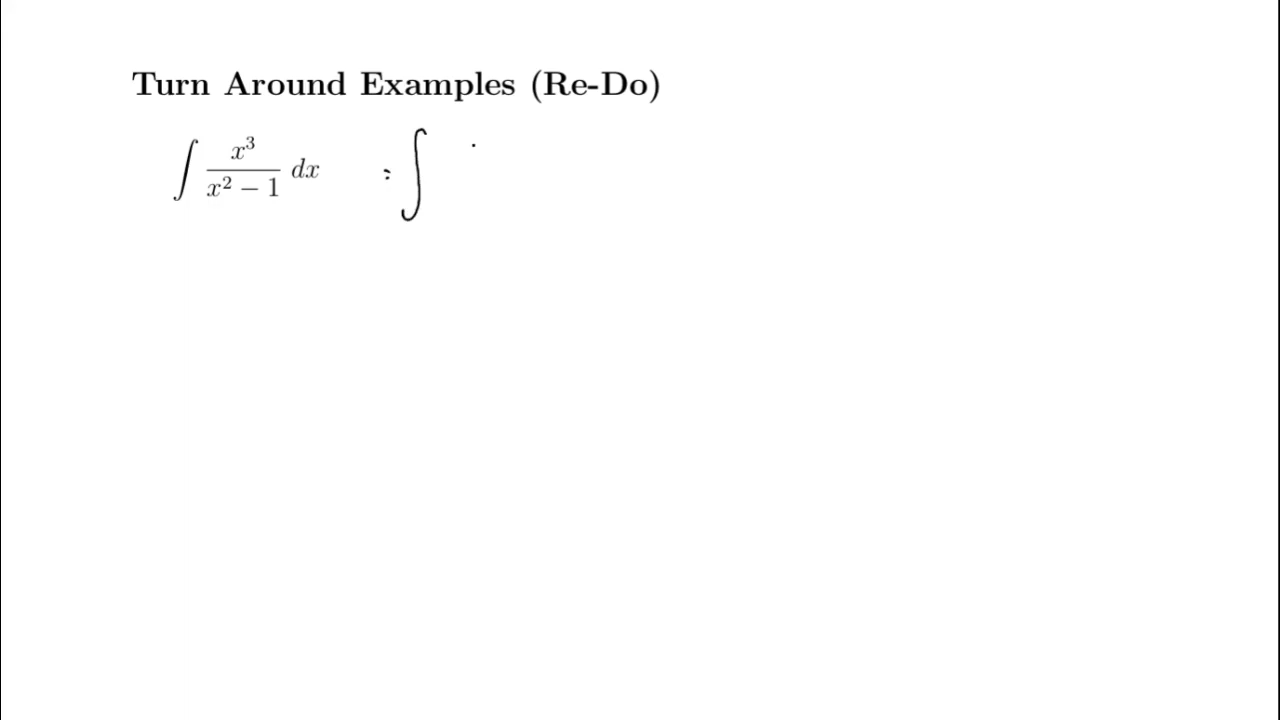 Turn Around Examples (Re-Do)
∫ x³/(x² − 1) dx = ∫